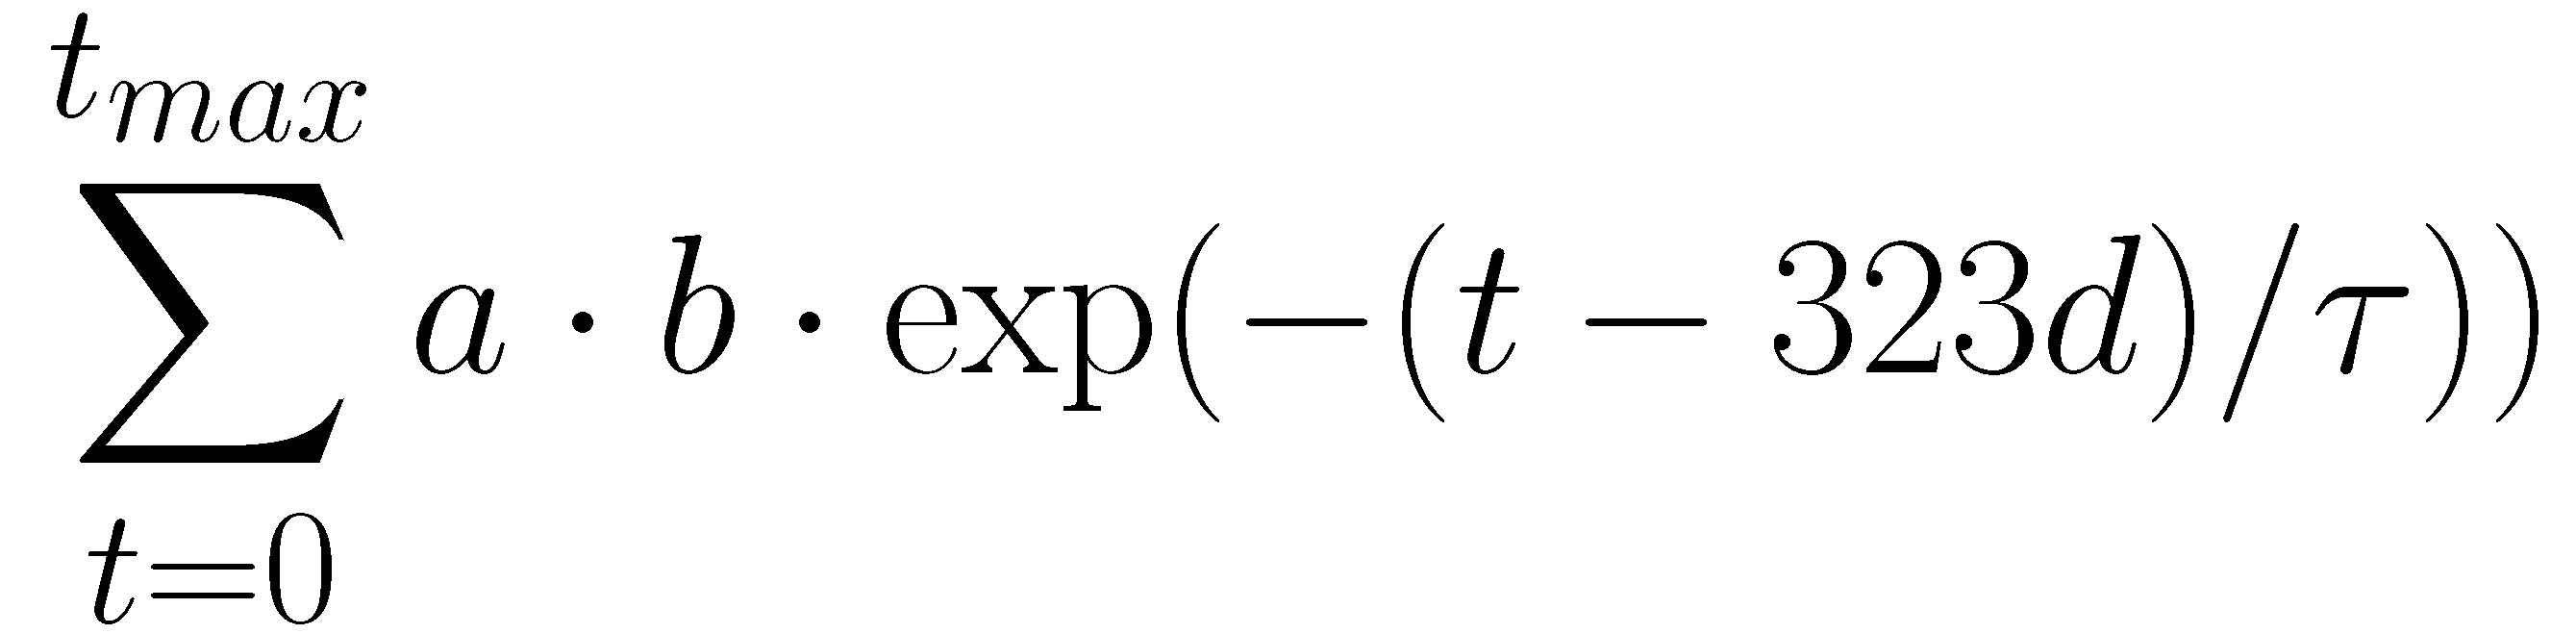 t_{max}
∑ a · b · exp(−(t − 323d)/τ))
t=0